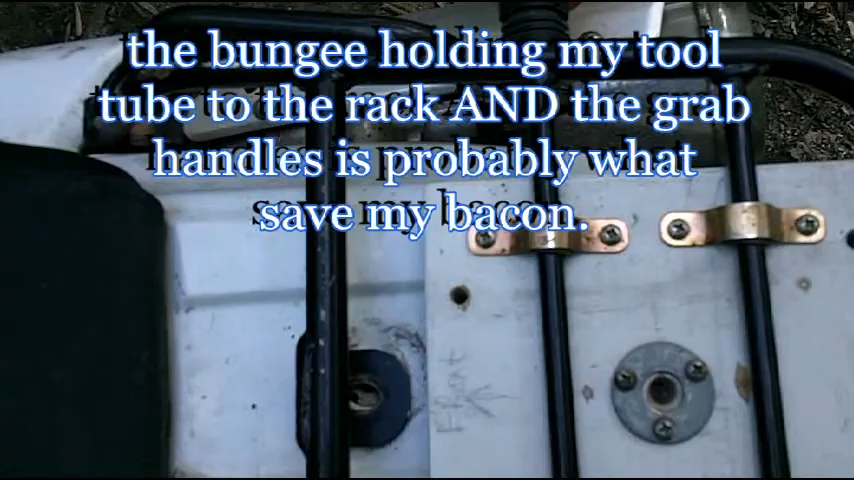 the bungee holding my tool
tube to the rack AND the grab
handles is probably what
save my bacon.
Front